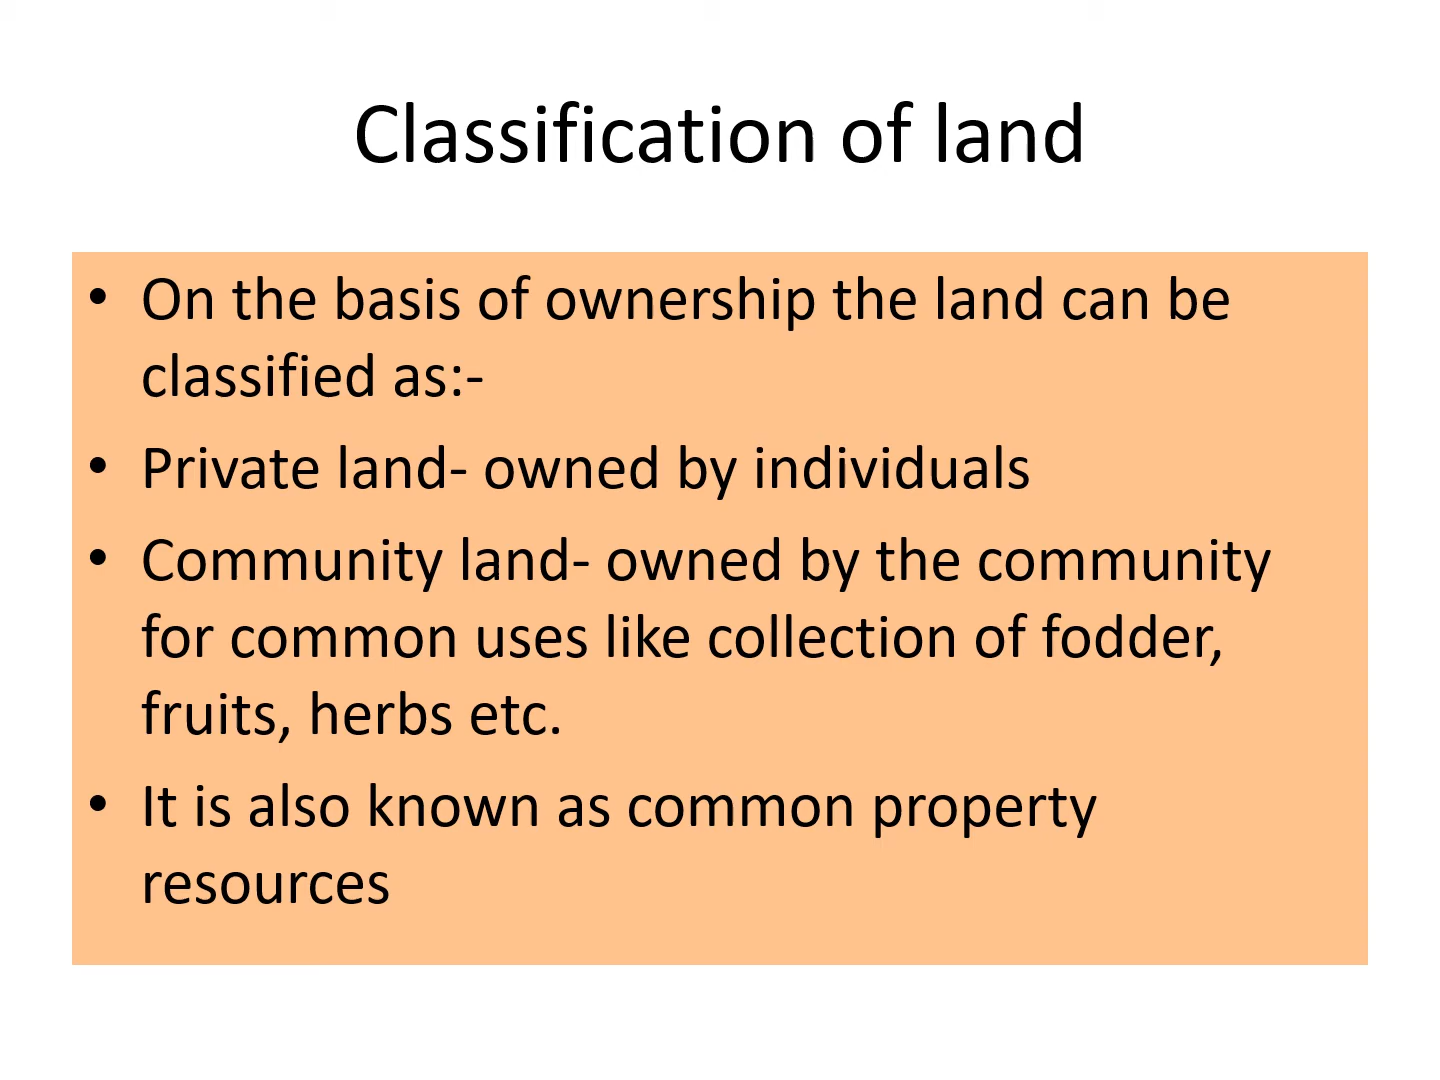 Classification of land
• On the basis of ownership the land can be
classified as:-
• Private land- owned by individuals
• Community land- owned by the community
for common uses like collection of fodder,
fruits, herbs etc.
• It is also known as common property
resources